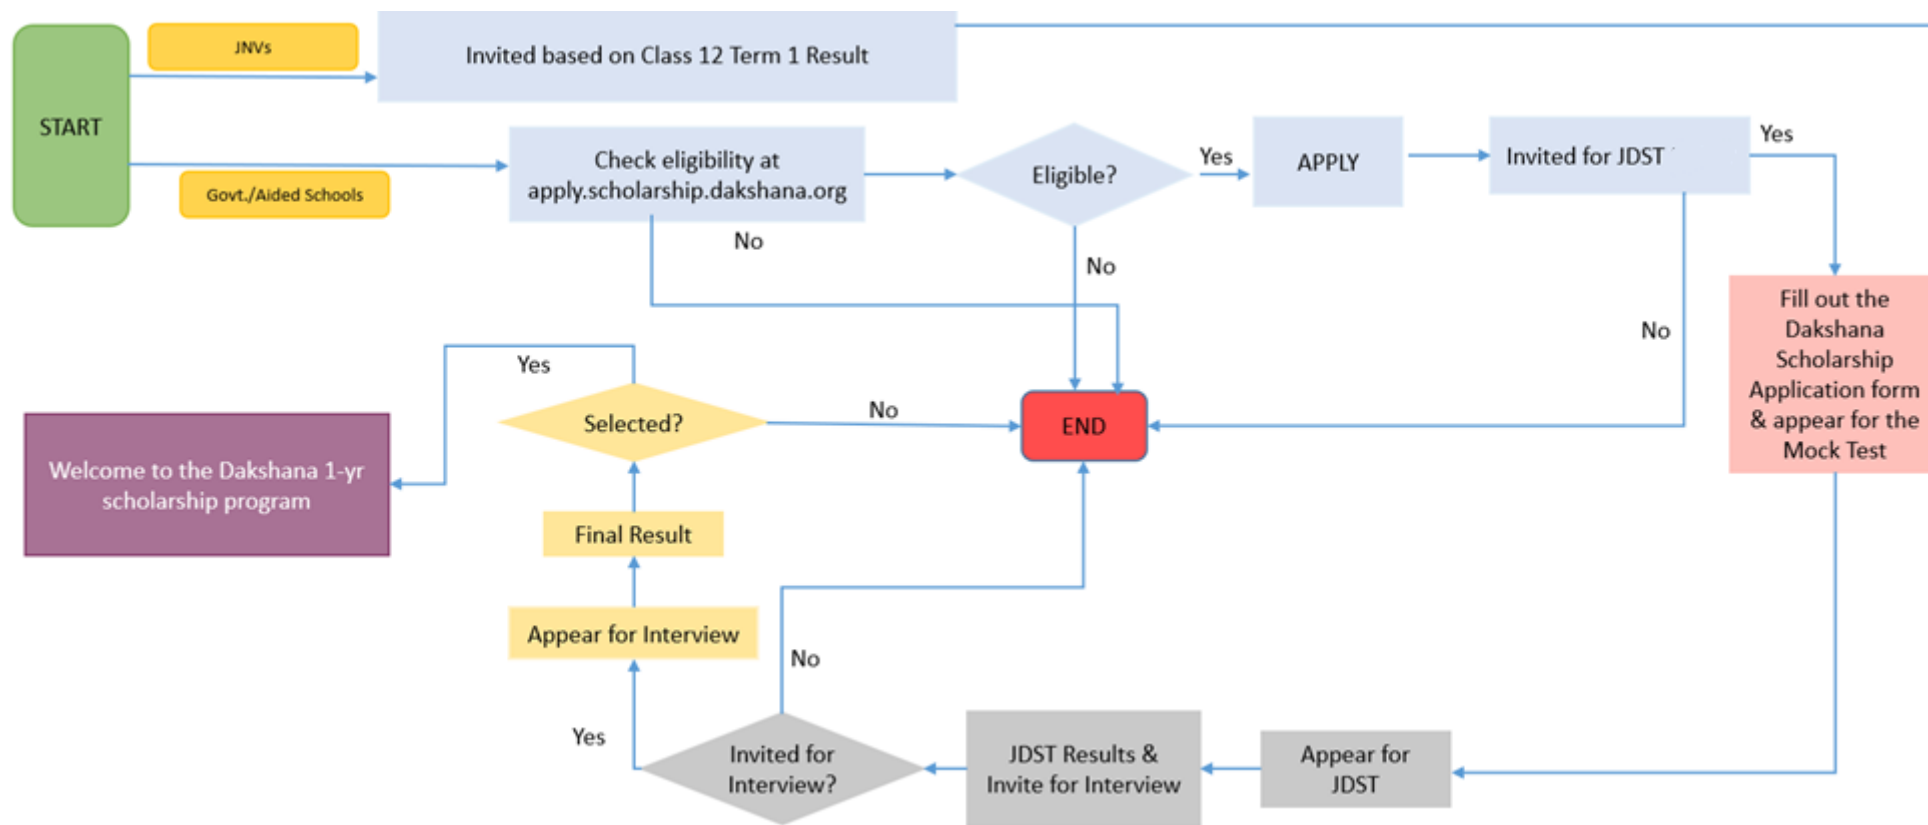 JNVs
Invited based on Class 12 Term 1 Result
START
Govt./Aided Schools
Check eligibility at
apply.scholarship.dakshana.org
No
Eligible?
Yes
No
APPLY
Invited for JDST
Yes
No
Fill out the
Dakshana
Scholarship
Application form
& appear for the
Mock Test
Yes
Selected?
No
END
Welcome to the Dakshana 1-yr
scholarship program
Final Result
Appear for Interview
No
Yes
Invited for
Interview?
JDST Results &
Invite for Interview
Appear for
JDST